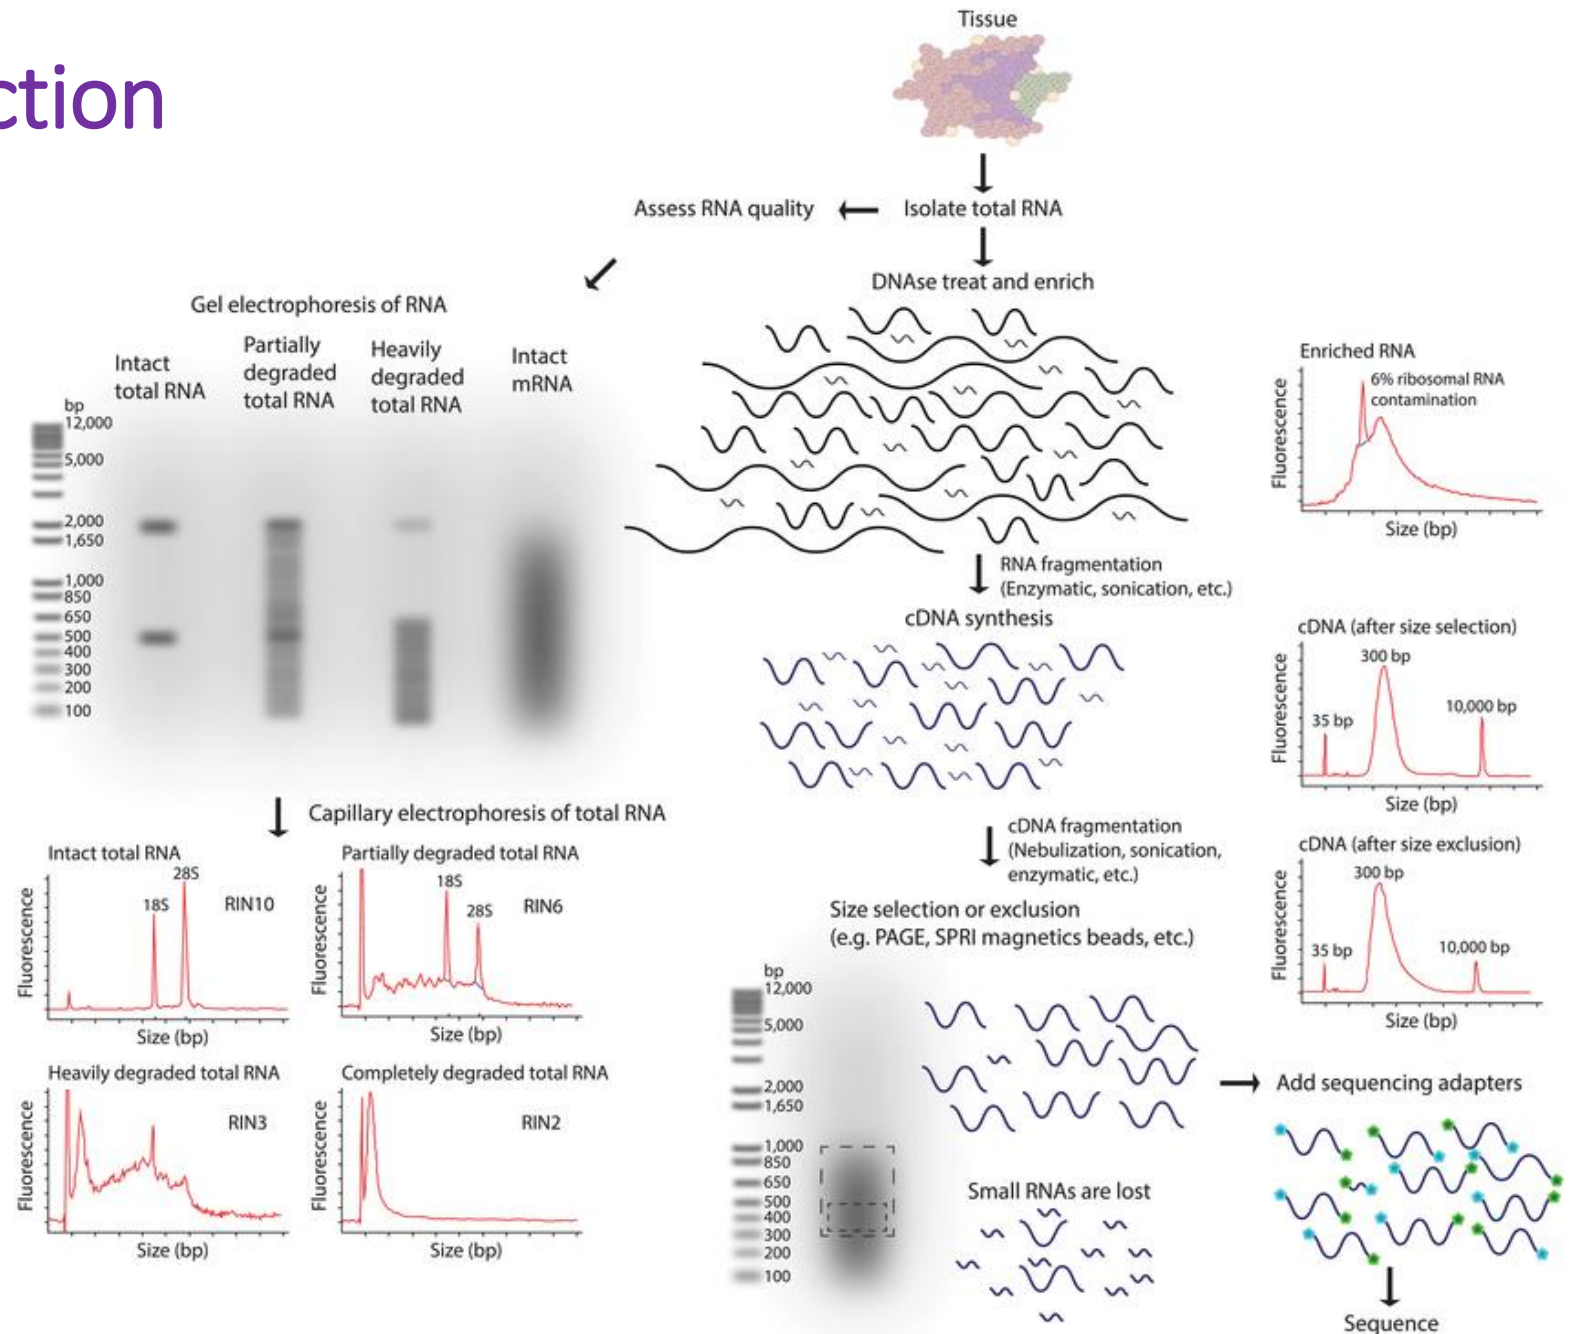 ction
Tissue
Assess RNA quality
Isolate total RNA
DNAse treat and enrich
Gel electrophoresis of RNA
Intact
total RNA
Partially
degraded
total RNA
Heavily
degraded
total RNA
Intact
mRNA
bp
12,000
5,000
2,000
1,650
1,000
850
650
500
400
300
200
100
Enriched RNA
6% ribosomal RNA
contamination
Fluorescence
Size (bp)
RNA fragmentation
(Enzymatic, sonication, etc.)
cDNA synthesis
cDNA (after size selection)
300 bp
35 bp
10,000 bp
Fluorescence
Size (bp)
Capillary electrophoresis of total RNA
Intact total RNA
28S
18S
RIN10
Fluorescence
Size (bp)
Partially degraded total RNA
18S
28S
RIN6
Fluorescence
Size (bp)
Heavily degraded total RNA
RIN3
Fluorescence
Size (bp)
Completely degraded total RNA
RIN2
Fluorescence
Size (bp)
cDNA fragmentation
(Nebulization, sonication,
enzymatic, etc.)
cDNA (after size exclusion)
300 bp
35 bp
10,000 bp
Fluorescence
Size (bp)
Size selection or exclusion
(e.g. PAGE, SPRI magnetics beads, etc.)
bp
12,000
5,000
2,000
1,650
1,000
850
650
500
400
300
200
100
Small RNAs are lost
Add sequencing adapters
Sequence